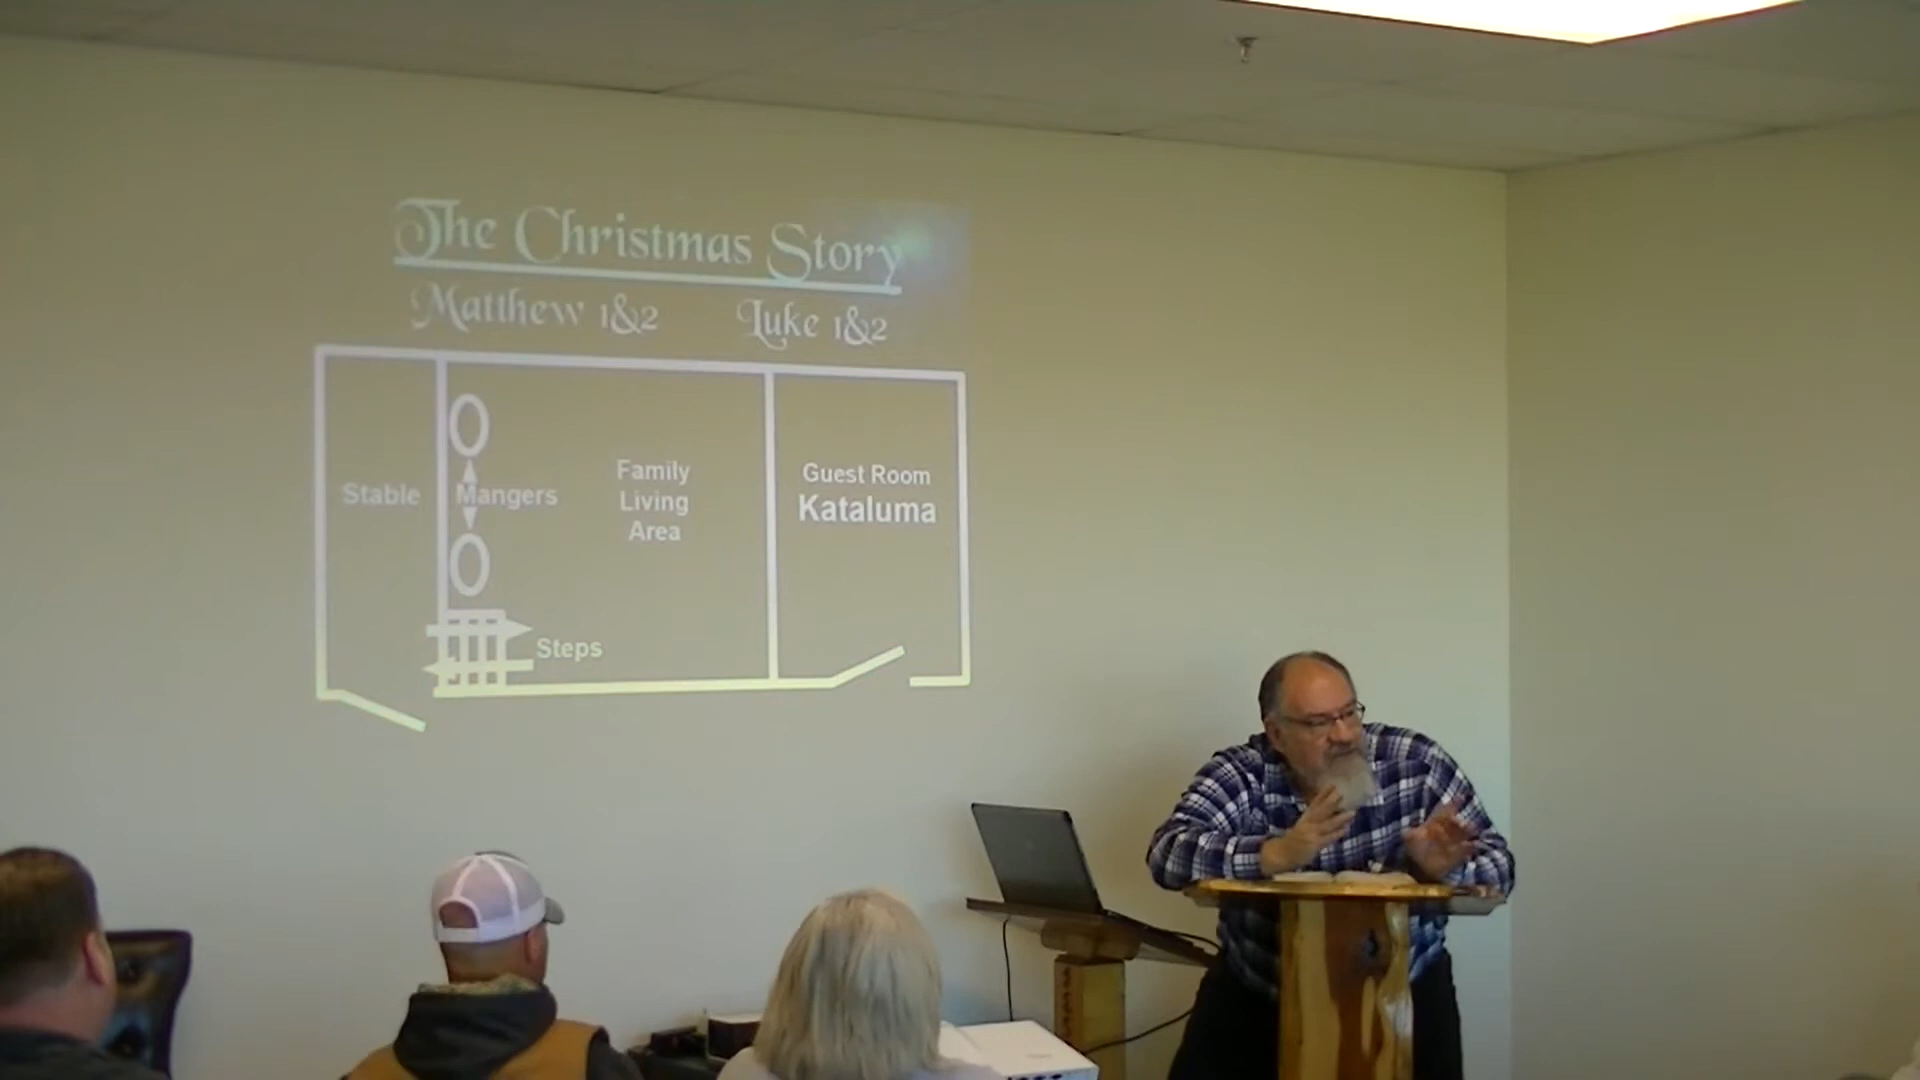 The Christmas Story
Matthew 1&2 Luke 1&2
Stable
Mangers
Family
Living
Area
Guest Room
Kataluma
Steps